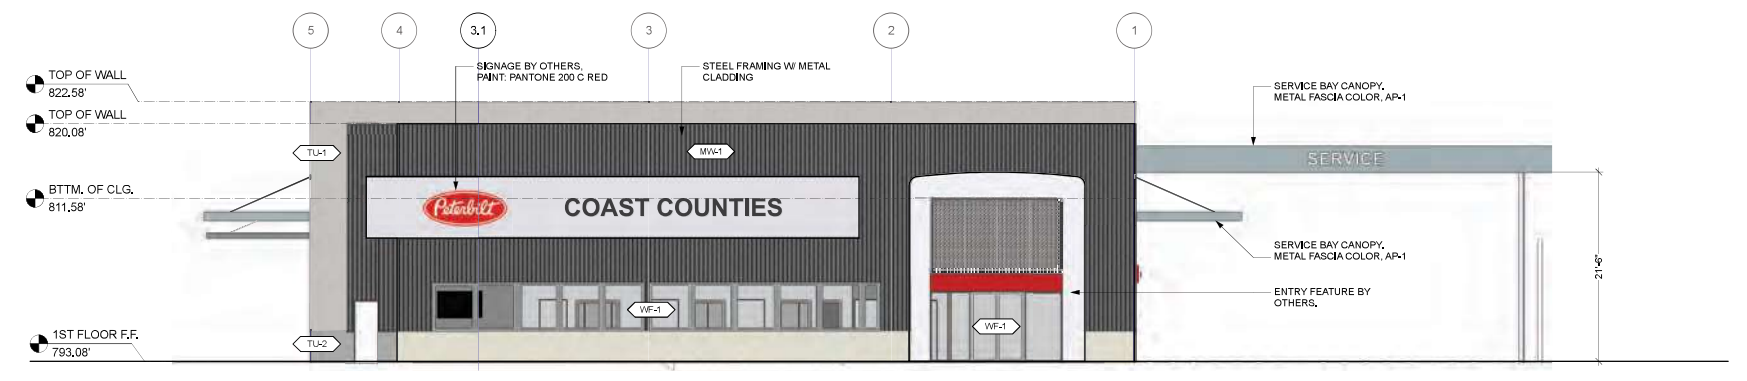 5 4 3.1 3 2 1
SIGNAGE BY OTHERS,
PAINT: PANTONE 200 C RED
STEEL FRAMING W/ METAL
CLADDING
TOP OF WALL
822.58'
SERVICE BAY CANOPY.
METAL FASCIA COLOR, AP-1
TOP OF WALL
820.08'
TU-1
MW-1
SERVICE
BTTM. OF CLG.
811.58'
Peterbilt
COAST COUNTIES
SERVICE BAY CANOPY.
METAL FASCIA COLOR, AP-1
21'-6"
ENTRY FEATURE BY
OTHERS.
WF-1
WF-1
1ST FLOOR F.F.
793.08'
TU-2